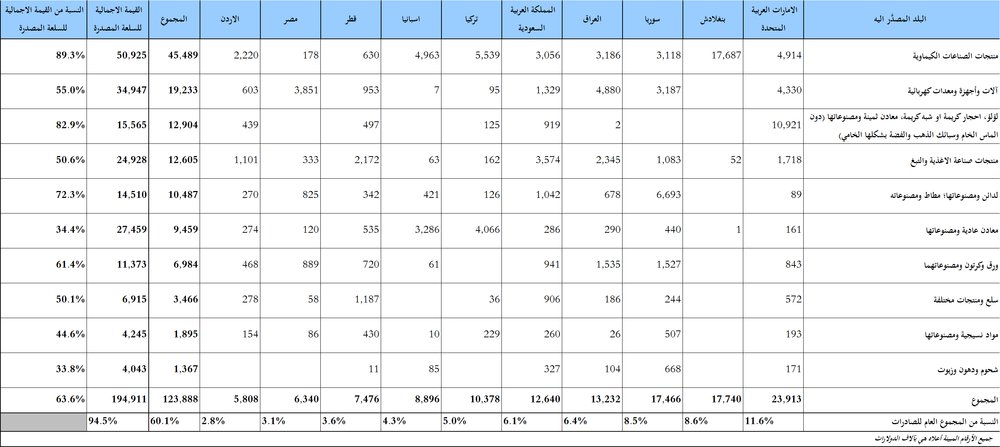 البلد المصدَّر اليه | الامارات العربية المتحدة | بنغلادش | سوريا | العراق | المملكة العربية السعودية | تركيا | اسبانيا | قطر | مصر | الاردن | المجموع | القيمة الاجمالية للسلعة المصدرة | النسبة من القيمة الاجمالية للسلعة المصدرة
منتجات الصناعات الكيماوية | 4,914 | 17,687 | 3,118 | 3,186 | 3,056 | 5,539 | 4,963 | 630 | 178 | 2,220 | 45,489 | 50,925 | 89.3%
آلات وأجهزة ومعدات كهربائية | 4,330 | | 3,187 | 4,880 | 1,329 | 95 | 7 | 953 | 3,851 | 603 | 19,233 | 34,947 | 55.0%
لؤلؤ، احجار كريمة او شبه كريمة، معادن ثمينة ومصنوعاتها (دون الماس الخام وسبائك الذهب والفضة بشكلها الخامي) | 10,921 | | | 2 | 919 | 125 | | 497 | | 439 | 12,904 | 15,565 | 82.9%
منتجات صناعة الاغذية والتبغ | 1,718 | 52 | 1,083 | 2,345 | 3,574 | 162 | 63 | 2,172 | 333 | 1,101 | 12,605 | 24,928 | 50.6%
لدائن ومصنوعاتها؛ مطاط ومصنوعاته | 89 | | 6,693 | 678 | 1,042 | 126 | 421 | 342 | 825 | 270 | 10,487 | 14,510 | 72.3%
معادن عادية ومصنوعاتها | 161 | 1 | 440 | 290 | 286 | 4,066 | 3,286 | 535 | 120 | 274 | 9,459 | 27,459 | 34.4%
ورق وكرتون ومصنوعاتهما | 843 | | 1,527 | 1,535 | 941 | | 61 | 720 | 889 | 468 | 6,984 | 11,373 | 61.4%
سلع ومنتجات مختلفة | 572 | | 244 | 186 | 906 | 36 | | 1,187 | 58 | 278 | 3,466 | 6,915 | 50.1%
مواد نسيجية ومصنوعاتها | 193 | | 507 | 26 | 260 | 229 | 10 | 430 | 86 | 154 | 1,895 | 4,245 | 44.6%
شحوم ودهون وزيوت | 171 | | 668 | 104 | 327 | | 85 | 11 | | | 1,367 | 4,043 | 33.8%
المجموع | 23,913 | 17,740 | 17,466 | 13,232 | 12,640 | 10,378 | 8,896 | 7,476 | 6,340 | 5,808 | 123,888 | 194,911 | 63.6%
النسبة من المجموع العام للصادرات | 11.6% | 8.6% | 8.5% | 6.4% | 6.1% | 5.0% | 4.3% | 3.6% | 3.1% | 2.8% | 60.1% | 94.5%
جميع الأرقام المبينة أعلاه هي بآلاف الدولارات